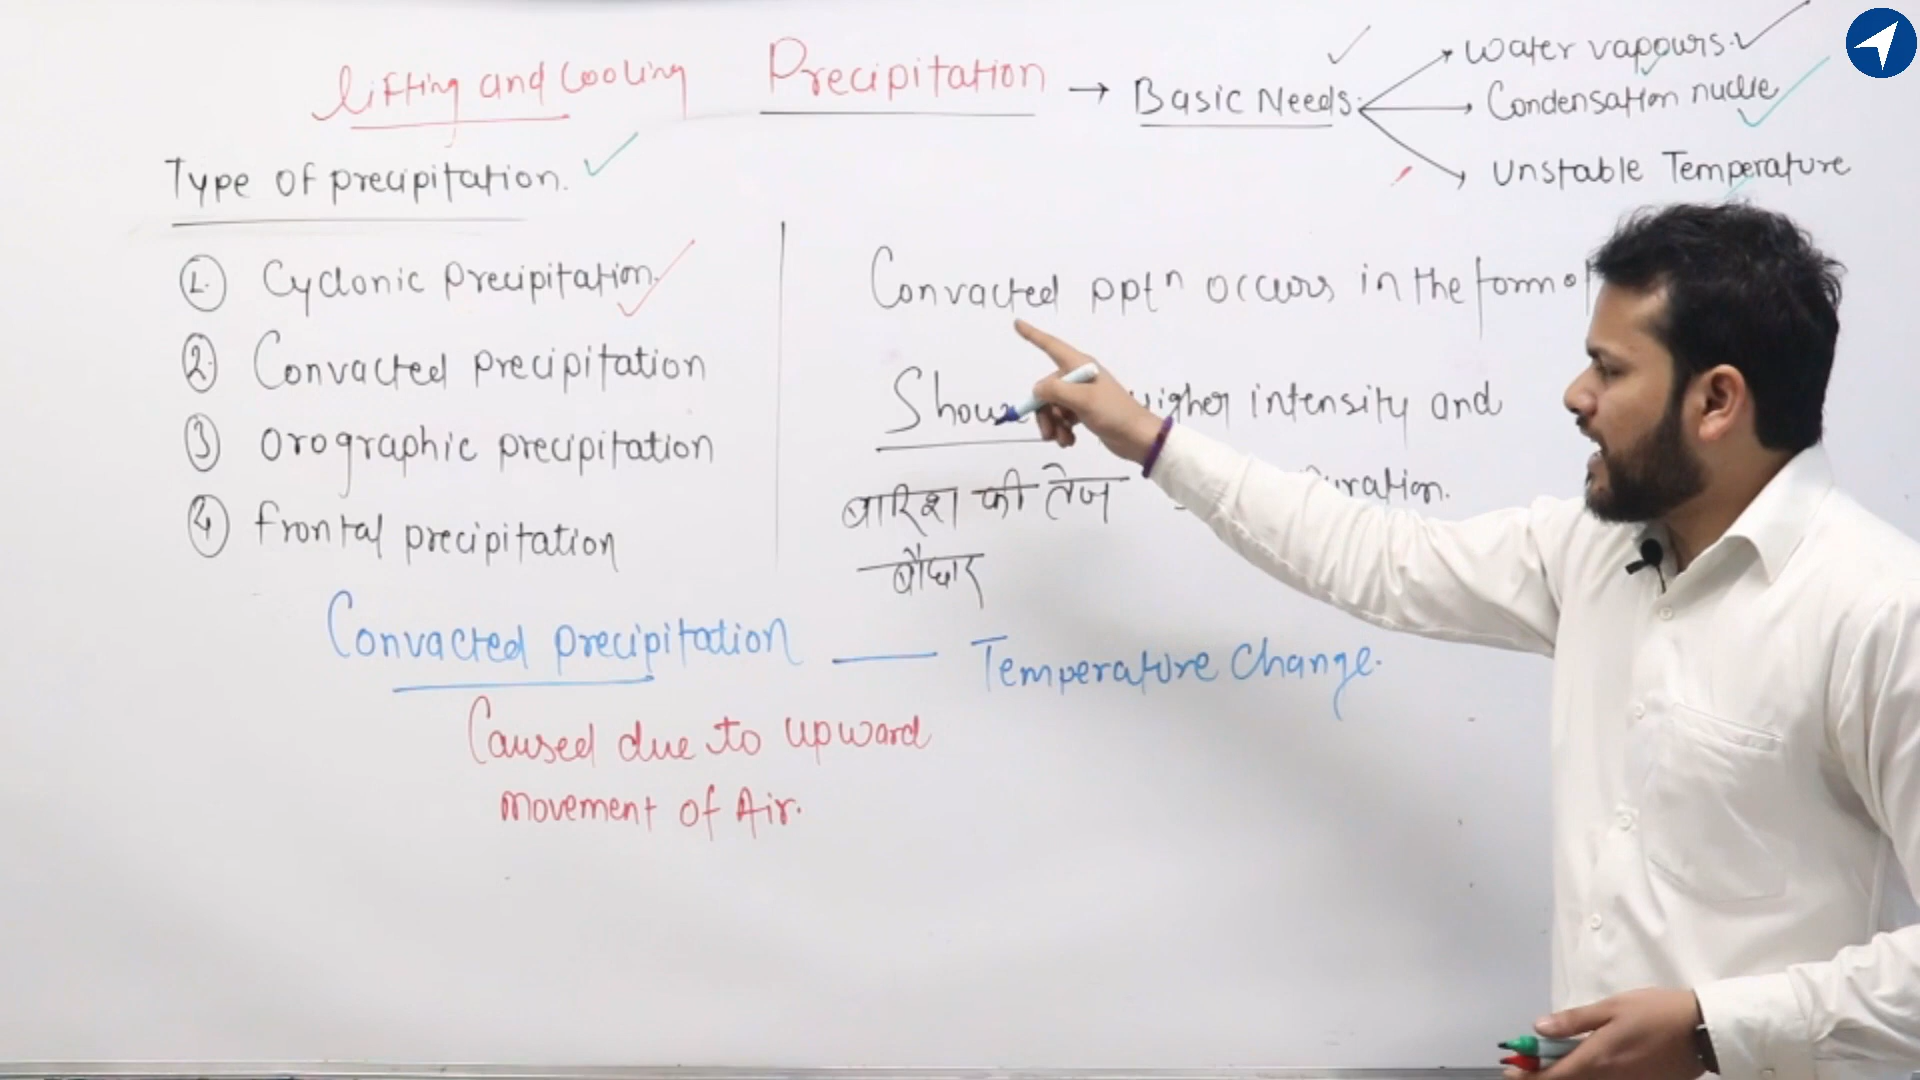 Lifting and Cooling Precipitation → Basic Needs.
Water vapours.
Condensation nuclie
Unstable Temperature
Type of precipitation.
1. Cyclonic Precipitation.
2. Convacted precipitation
3 orographic precipitation
4 frontal precipitation
Convacted pptn occurs in the form of
higher intensity and
बारिश की तेज
बौछार
Convacted precipitation — Temperature Change.
Caused due to upward
movement of Air.